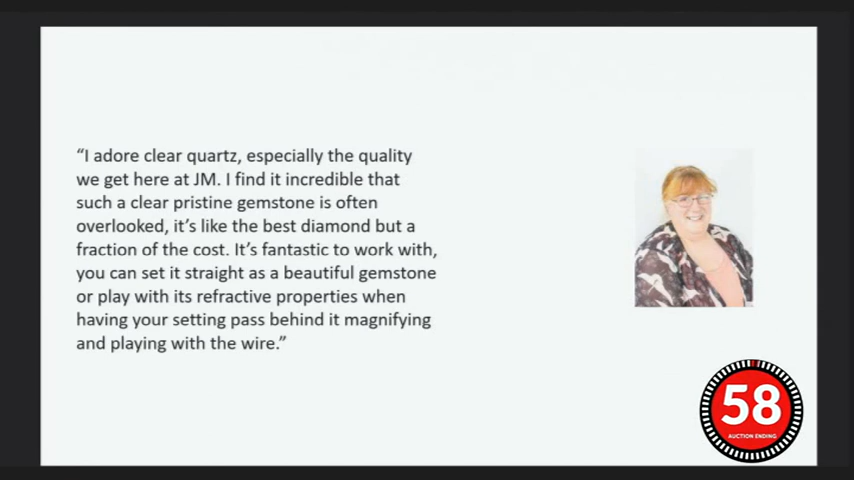 “I adore clear quartz, especially the quality
we get here at JM. I find it incredible that
such a clear pristine gemstone is often
overlooked, it’s like the best diamond but a
fraction of the cost. It’s fantastic to work with,
you can set it straight as a beautiful gemstone
or play with its refractive properties when
having your setting pass behind it magnifying
and playing with the wire.”
58
AUCTION ENDING